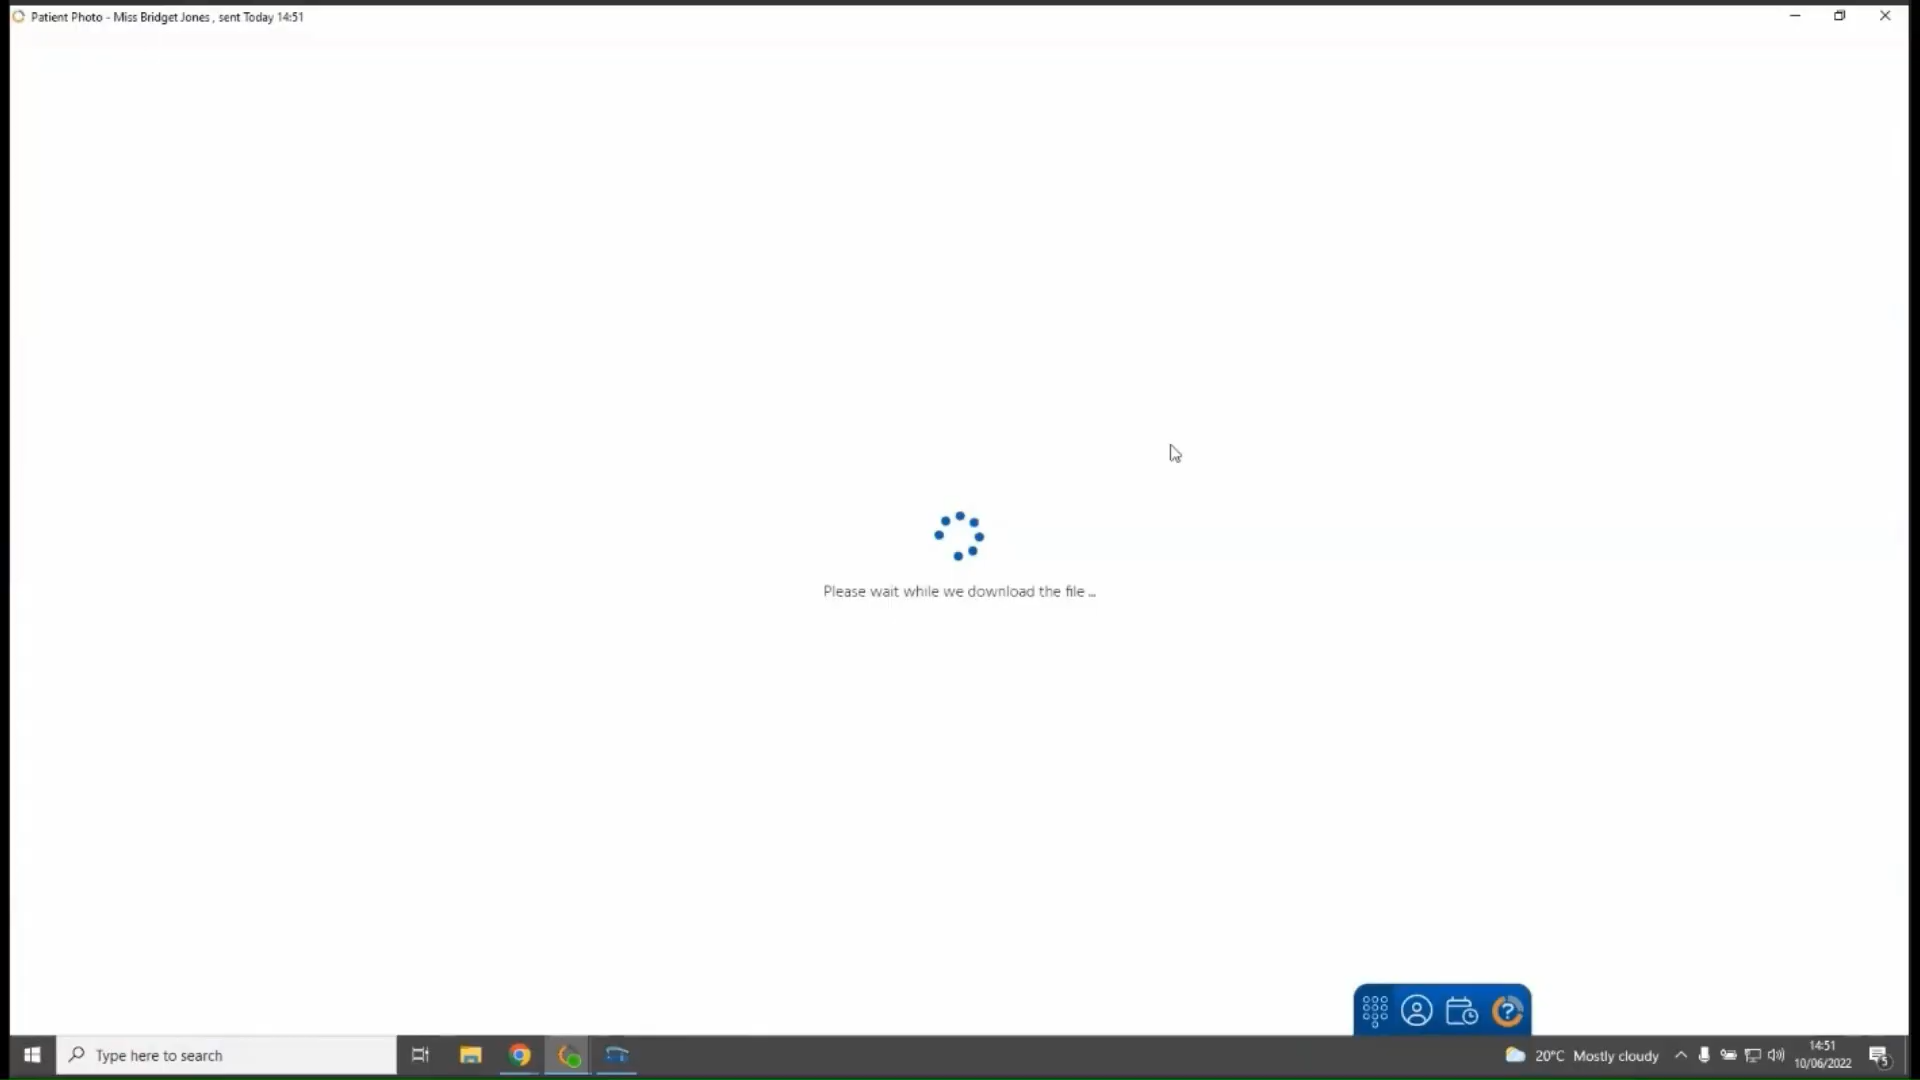 Patient Photo - Miss Bridget Jones , sent Today 14:51
Please wait while we download the file ...
?
Type here to search
20°C Mostly cloudy
14:51
10/06/2022
5